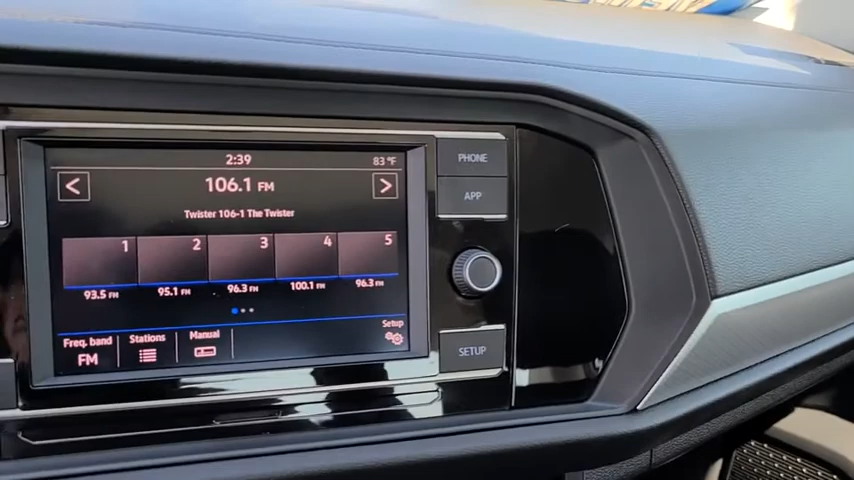 2:39
83 °F
<
106.1 FM
>
Twister 106-1 The Twister
1
2
3
4
5
93.5 FM
95.1 FM
96.3 FM
100.1 FM
96.3 FM
Freq. band
FM
Stations
Manual
Setup
PHONE
APP
SETUP